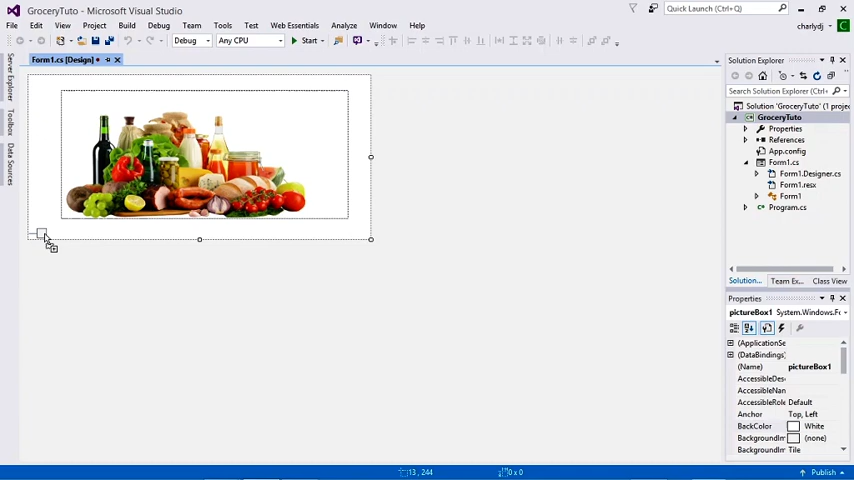 GroceryTuto - Microsoft Visual Studio
Quick Launch (Ctrl+Q)
File Edit View Project Build Debug Team Tools Test Web Essentials Analyze Window Help
charlydj C
Debug Any CPU Start
Form1.cs [Design]
Server Explorer
Toolbox
Data Sources
Solution Explorer
Search Solution Explorer (Ctrl+
Solution 'GroceryTuto' (1 proj
GroceryTuto
Properties
References
App.config
Form1.cs
Form1.Designer.cs
Form1.resx
Form1
Program.cs
Solution... Team Ex... Class View
Properties
pictureBox1 System.Windows.Fo
(ApplicationSe
(DataBindings)
(Name) pictureBox1
AccessibleDes
AccessibleNam
AccessibleRole Default
Anchor Top, Left
BackColor White
BackgroundIm (none)
BackgroundIm Tile
13, 244 0 x 0 Publish